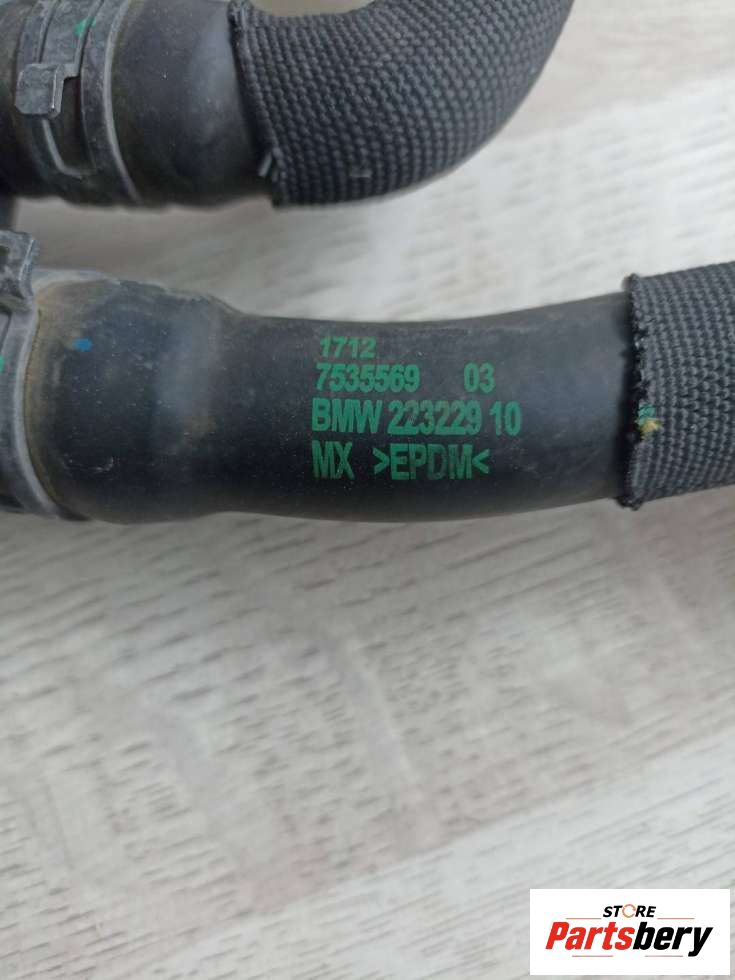 1712
7535569 03
BMW 223229 10
MX >EPDM<
STORE
Partsbery